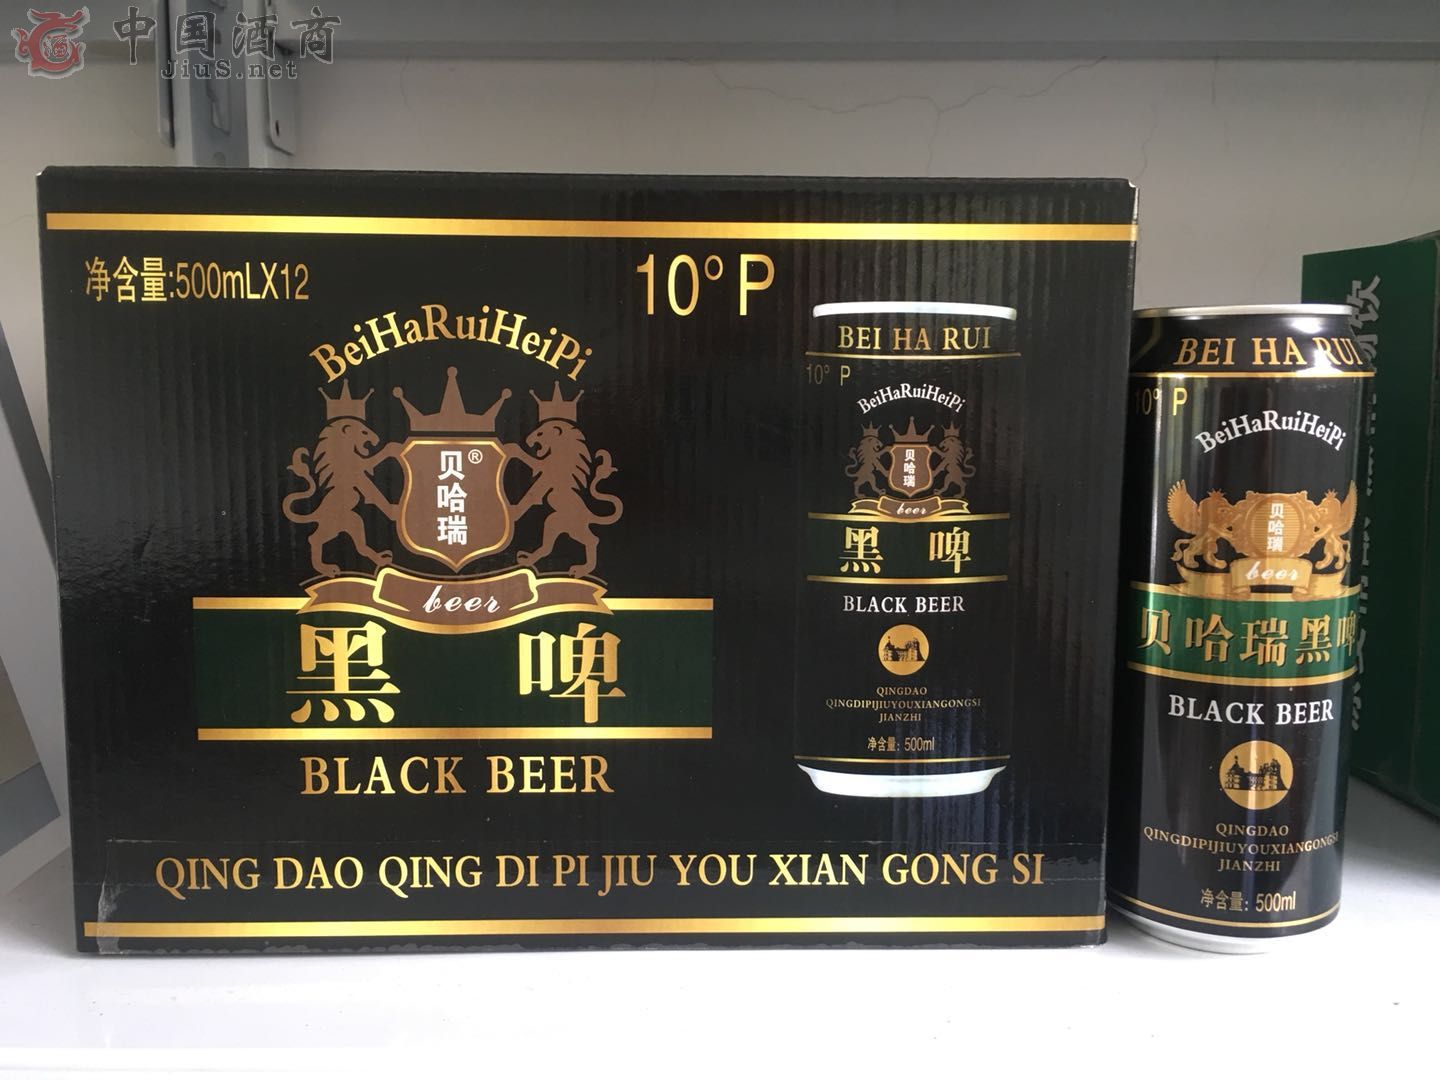 中国酒商
JiuS.net
净含量:500mLX12
10° P
BeiHaRuiHeiPi
贝®
哈
瑞
beer
黑 啤
BLACK BEER
QING DAO QING DI PI JIU YOU XIAN GONG SI
BEI HA RUI
10° P
BeiHaRuiHeiPi
贝
哈
瑞
beer
黑 啤
BLACK BEER
QINGDAO
QINGDIPIJIUYOUXIANGONGSI
JIANZHI
净含量: 500ml
BEI HA RUI
10° P
BeiHaRuiHeiPi
贝
哈
瑞
beer
贝哈瑞黑啤
BLACK BEER
QINGDAO
QINGDIPIJIUYOUXIANGONGSI
JIANZHI
净含量: 500ml